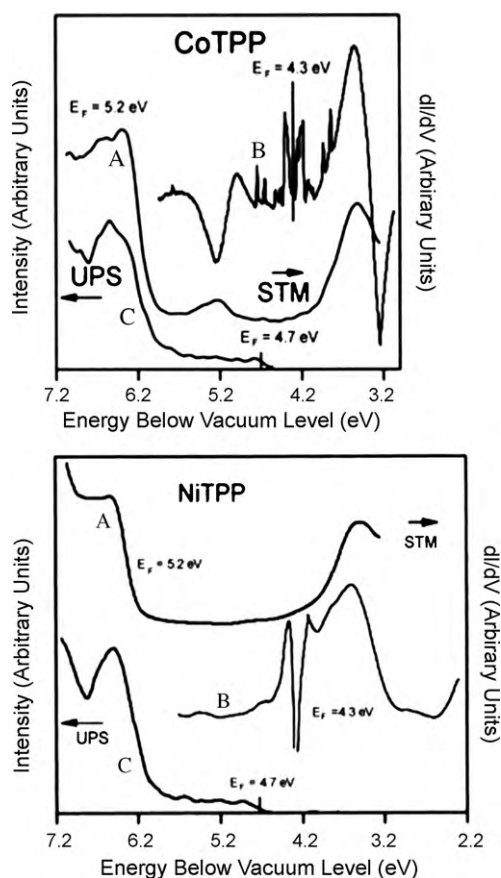 CoTPP
E_F = 4.3 eV
E_F = 5.2 eV
A
B
UPS
STM
C
E_F = 4.7 eV
Intensity (Arbitrary Units)
dI/dV (Arbirary Units)
7.2 6.2 5.2 4.2 3.2
Energy Below Vacuum Level (eV)
NiTPP
A
STM
E_F = 5.2 eV
B
E_F = 4.3 eV
UPS
C
E_F = 4.7 eV
Intensity (Arbitrary Units)
dI/dV (Arbirary Units)
7.2 6.2 5.2 4.2 3.2 2.2
Energy Below Vacuum Level (eV)